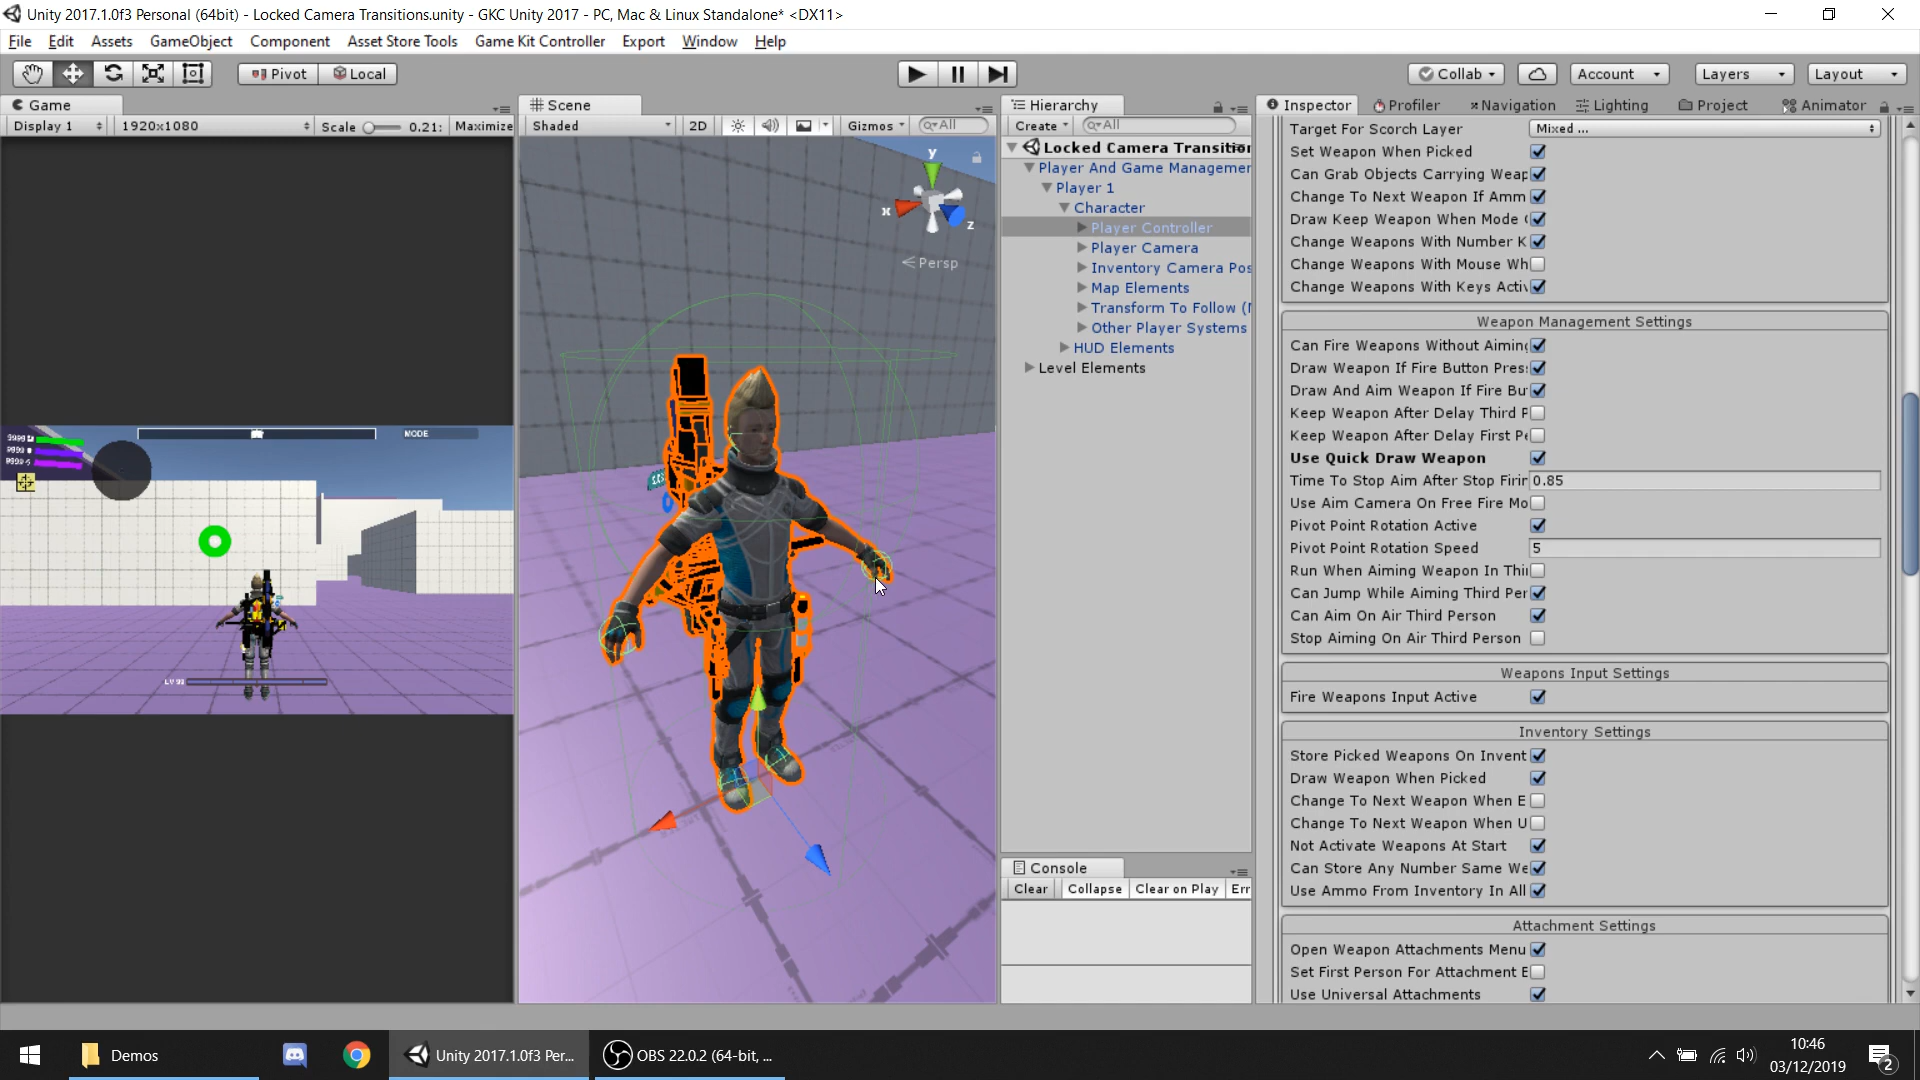 Unity 2017.1.0f3 Personal (64bit) - Locked Camera Transitions.unity - GKC Unity 2017 - PC, Mac & Linux Standalone* <DX11>
File Edit Assets GameObject Component Asset Store Tools Game Kit Controller Export Window Help
Pivot Local Collab Account Layers Layout
Game Scene Hierarchy Inspector Profiler Navigation Lighting Project Animator
Display 1 1920x1080 Scale 0.21: Maximize Shaded 2D Gizmos All Create All
Locked Camera Transition
Player And Game Managemer
Player 1
Character
Player Controller
Player Camera
Inventory Camera Pos
Map Elements
Transform To Follow (
Other Player Systems
HUD Elements
Level Elements
y
x
z
Persp
MODE
Console
Clear Collapse Clear on Play Err
Target For Scorch Layer Mixed ...
Set Weapon When Picked
Can Grab Objects Carrying Weap
Change To Next Weapon If Amm
Draw Keep Weapon When Mode
Change Weapons With Number K
Change Weapons With Mouse Wh
Change Weapons With Keys Activ
Weapon Management Settings
Can Fire Weapons Without Aiming
Draw Weapon If Fire Button Pres
Draw And Aim Weapon If Fire Bu
Keep Weapon After Delay Third P
Keep Weapon After Delay First Pe
Use Quick Draw Weapon
Time To Stop Aim After Stop Firin 0.85
Use Aim Camera On Free Fire Mo
Pivot Point Rotation Active
Pivot Point Rotation Speed 5
Run When Aiming Weapon In Thi
Can Jump While Aiming Third Per
Can Aim On Air Third Person
Stop Aiming On Air Third Person
Weapons Input Settings
Fire Weapons Input Active
Inventory Settings
Store Picked Weapons On Invent
Draw Weapon When Picked
Change To Next Weapon When E
Change To Next Weapon When U
Not Activate Weapons At Start
Can Store Any Number Same We
Use Ammo From Inventory In All
Attachment Settings
Open Weapon Attachments Menu
Set First Person For Attachment E
Use Universal Attachments
Demos
Unity 2017.1.0f3 Per...
OBS 22.0.2 (64-bit, ...
10:46
03/12/2019
2